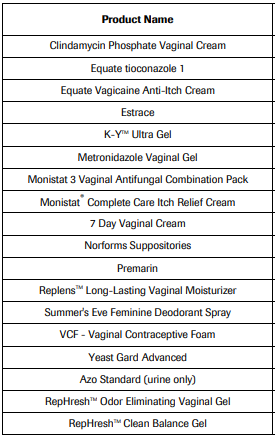 Product Name
Clindamycin Phosphate Vaginal Cream
Equate tioconazole 1
Equate Vagicaine Anti-Itch Cream
Estrace
K-Y™ Ultra Gel
Metronidazole Vaginal Gel
Monistat 3 Vaginal Antifungal Combination Pack
Monistat® Complete Care Itch Relief Cream
7 Day Vaginal Cream
Norforms Suppositories
Premarin
Replens™ Long-Lasting Vaginal Moisturizer
Summer's Eve Feminine Deodorant Spray
VCF - Vaginal Contraceptive Foam
Yeast Gard Advanced
Azo Standard (urine only)
RepHresh™ Odor Eliminating Vaginal Gel
RepHresh™ Clean Balance Gel